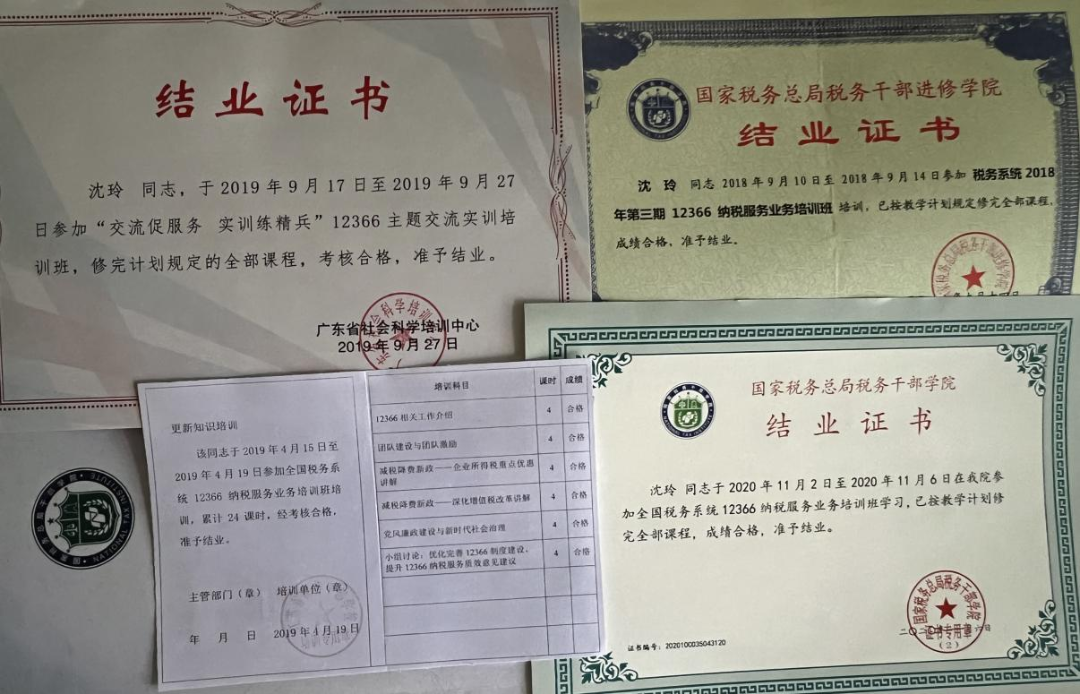 结业证书
沈玲 同志，于2019年9月17日至2019年9月27
日参加“交流促服务 实训练精兵”12366主题交流实训培
训班，修完计划规定的全部课程，考核合格，准予结业。
广东省社会科学培训中心
2019年9月27日
国家税务总局税务干部进修学院
结业证书
沈玲 同志 2018年9月10日至2018年9月14日参加 税务系统2018
年第三期 12366 纳税服务业务培训班 培训，已按教学计划规定修完全部课程，
成绩合格，准予结业。
更新知识培训
该同志于2019年4月15日至
2019年4月19日参加全国税务系
统 12366 纳税服务业务培训班培
训，累计24课时，经考核合格，
准予结业。
主管部门（章） 培训单位（章）
年 月 日 2019年4月19日
培训科目 课时 成绩
12366相关工作介绍 4 合格
团队建设与团队激励 4 合格
减税降费新政——企业所得税重点优惠
讲解 4 合格
减税降费新政——深化增值税改革讲解 4 合格
党风廉政建设与新时代社会治理 4 合格
小组讨论：优化完善12366制度建设、
提升12366纳税服务质效意见建议 4 合格
国家税务总局税务干部学院
结业证书
沈玲 同志于2020年11月2日至2020年11月6日在我院参
加全国税务系统12366纳税服务业务培训班学习，已按教学计划修
完全部课程，成绩合格，准予结业。
国家税务总局税务干部学院
证书专用章
（2）
证书编号：2020100035043120